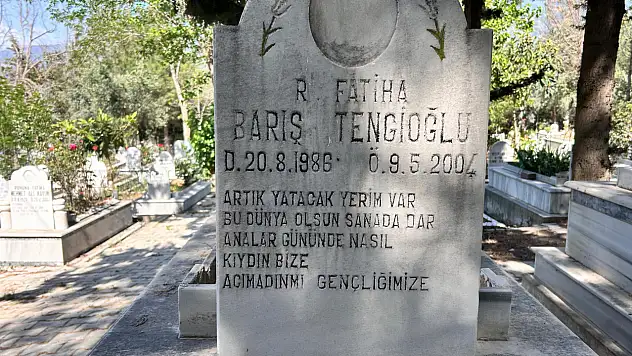 R. FATİHA
BARIŞ TENGİOĞLU
D.20.8.1986 Ö.9.5.2004
ARTIK YATACAK YERİM VAR
BU DÜNYA OLSUN SANADA DAR
ANALAR GÜNÜNDE NASIL
KIYDIN BİZE
ACIMADINMI GENÇLİĞİMİZE